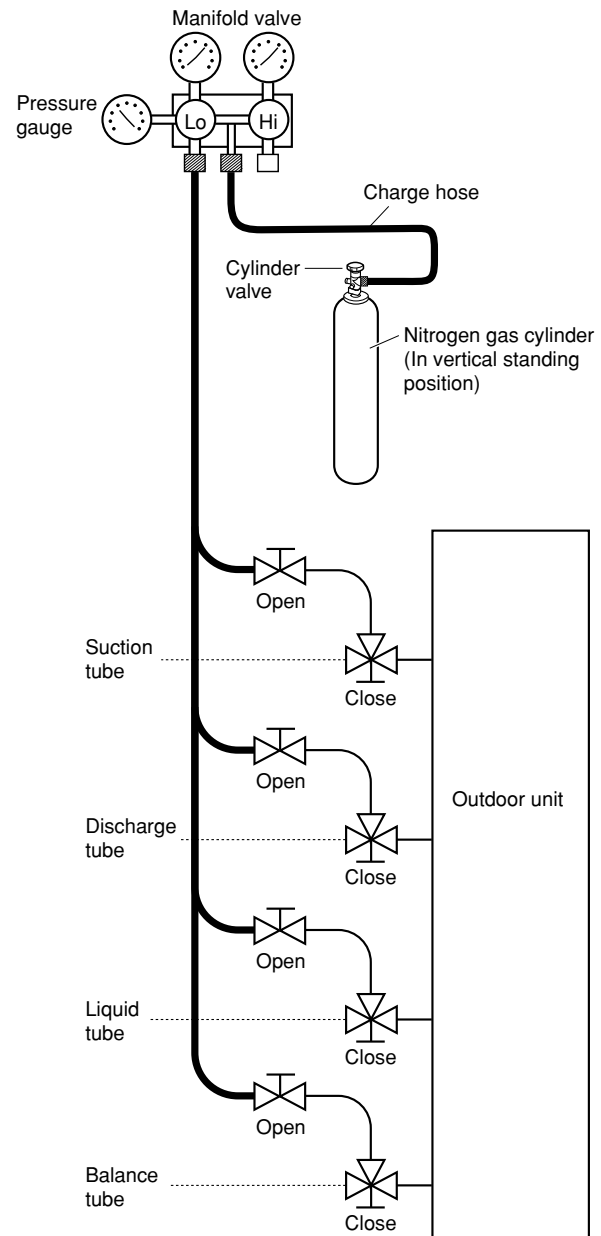 Manifold valve
Pressure
gauge
Lo
Hi
Charge hose
Cylinder
valve
Nitrogen gas cylinder
(In vertical standing
position)
Open
Suction
tube
Close
Open
Discharge
tube
Close
Outdoor unit
Open
Liquid
tube
Close
Open
Balance
tube
Close